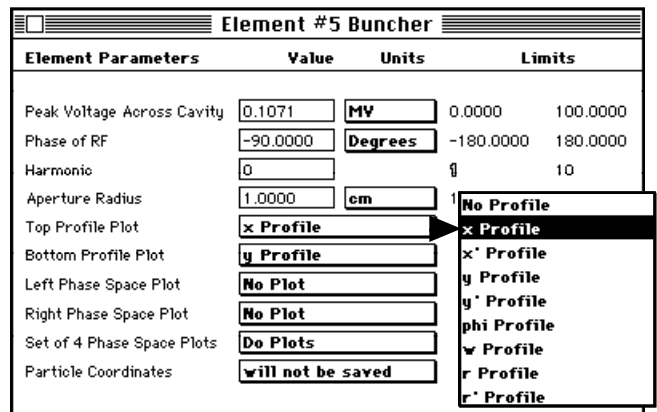 Element #5 Buncher
Element Parameters Value Units Limits
Peak Voltage Across Cavity 0.1071 MV 0.0000 100.0000
Phase of RF -90.0000 Degrees -180.0000 180.0000
Harmonic 0 10
Aperture Radius 1.0000 cm 1
Top Profile Plot x Profile
Bottom Profile Plot y Profile
Left Phase Space Plot No Plot
Right Phase Space Plot No Plot
Set of 4 Phase Space Plots Do Plots
Particle Coordinates will not be saved
No Profile
x Profile
x' Profile
y Profile
y' Profile
phi Profile
w Profile
r Profile
r' Profile